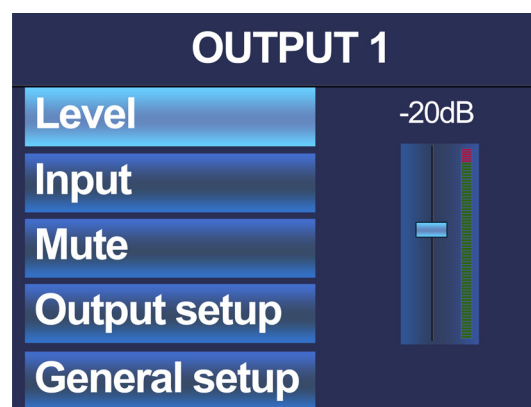 OUTPUT 1
Level
-20dB
Input
Mute
Output setup
General setup